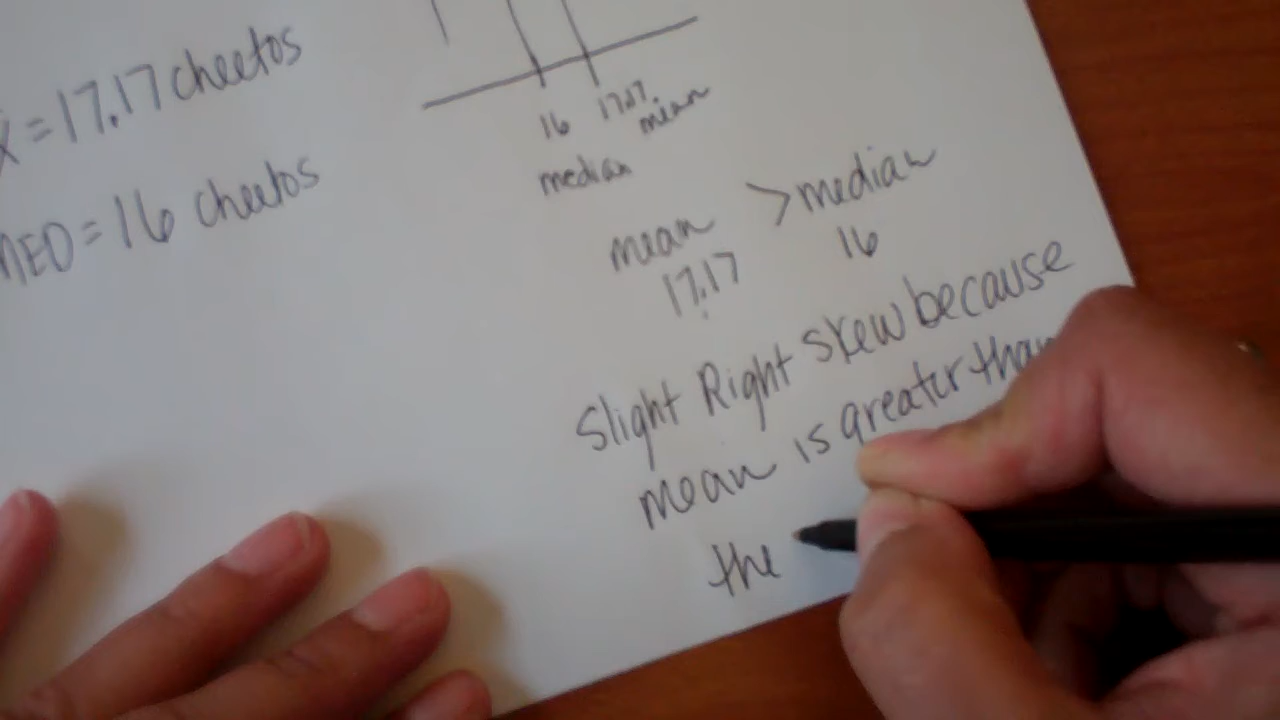 x̄ = 17.17 cheetos
MED = 16 cheetos
16 17.17
median mean
mean > median
17.17 16
Slight Right skew because
mean is greater than
the